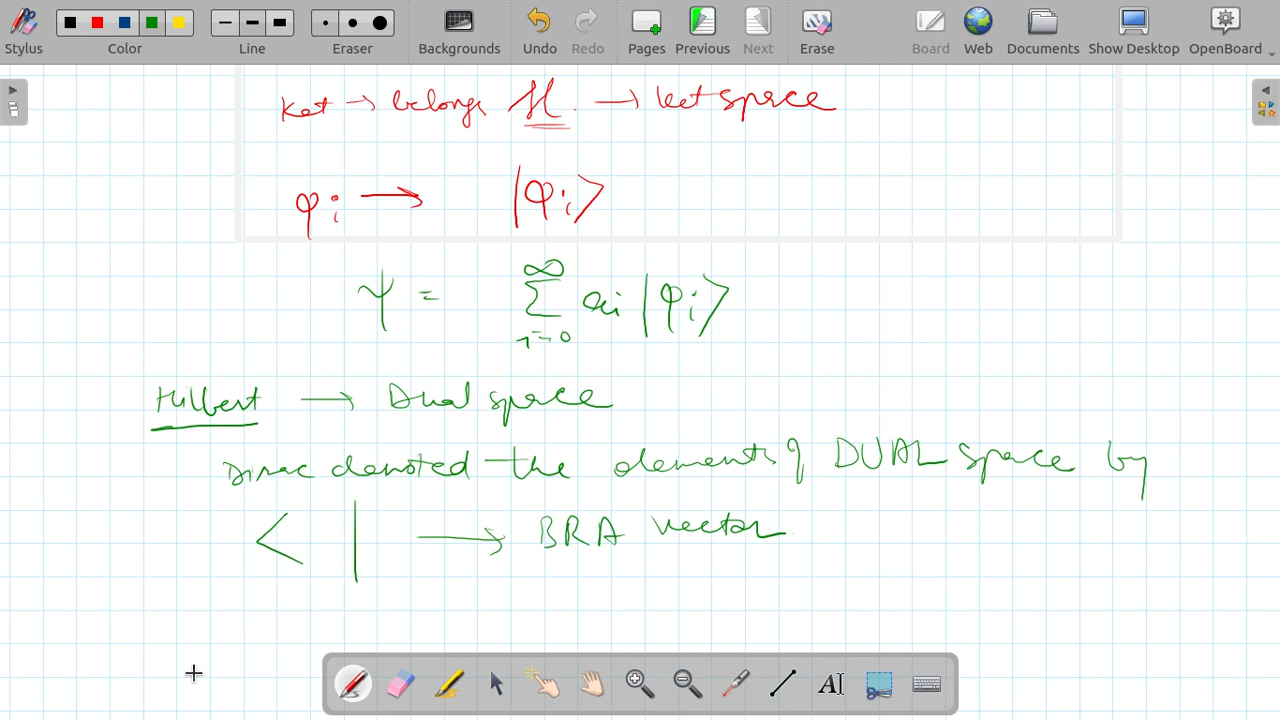 Stylus Color Line Eraser Backgrounds Undo Redo Pages Previous Next Erase Board Web Documents Show Desktop OpenBoard
Ket → belongs ℋ. → ket space
φi → |φi>
ψ = ∑ i=0 ∞ ai |φi>
Hilbert → Dual space
Dirac denoted the elements of DUAL space by
< | → BRA vector